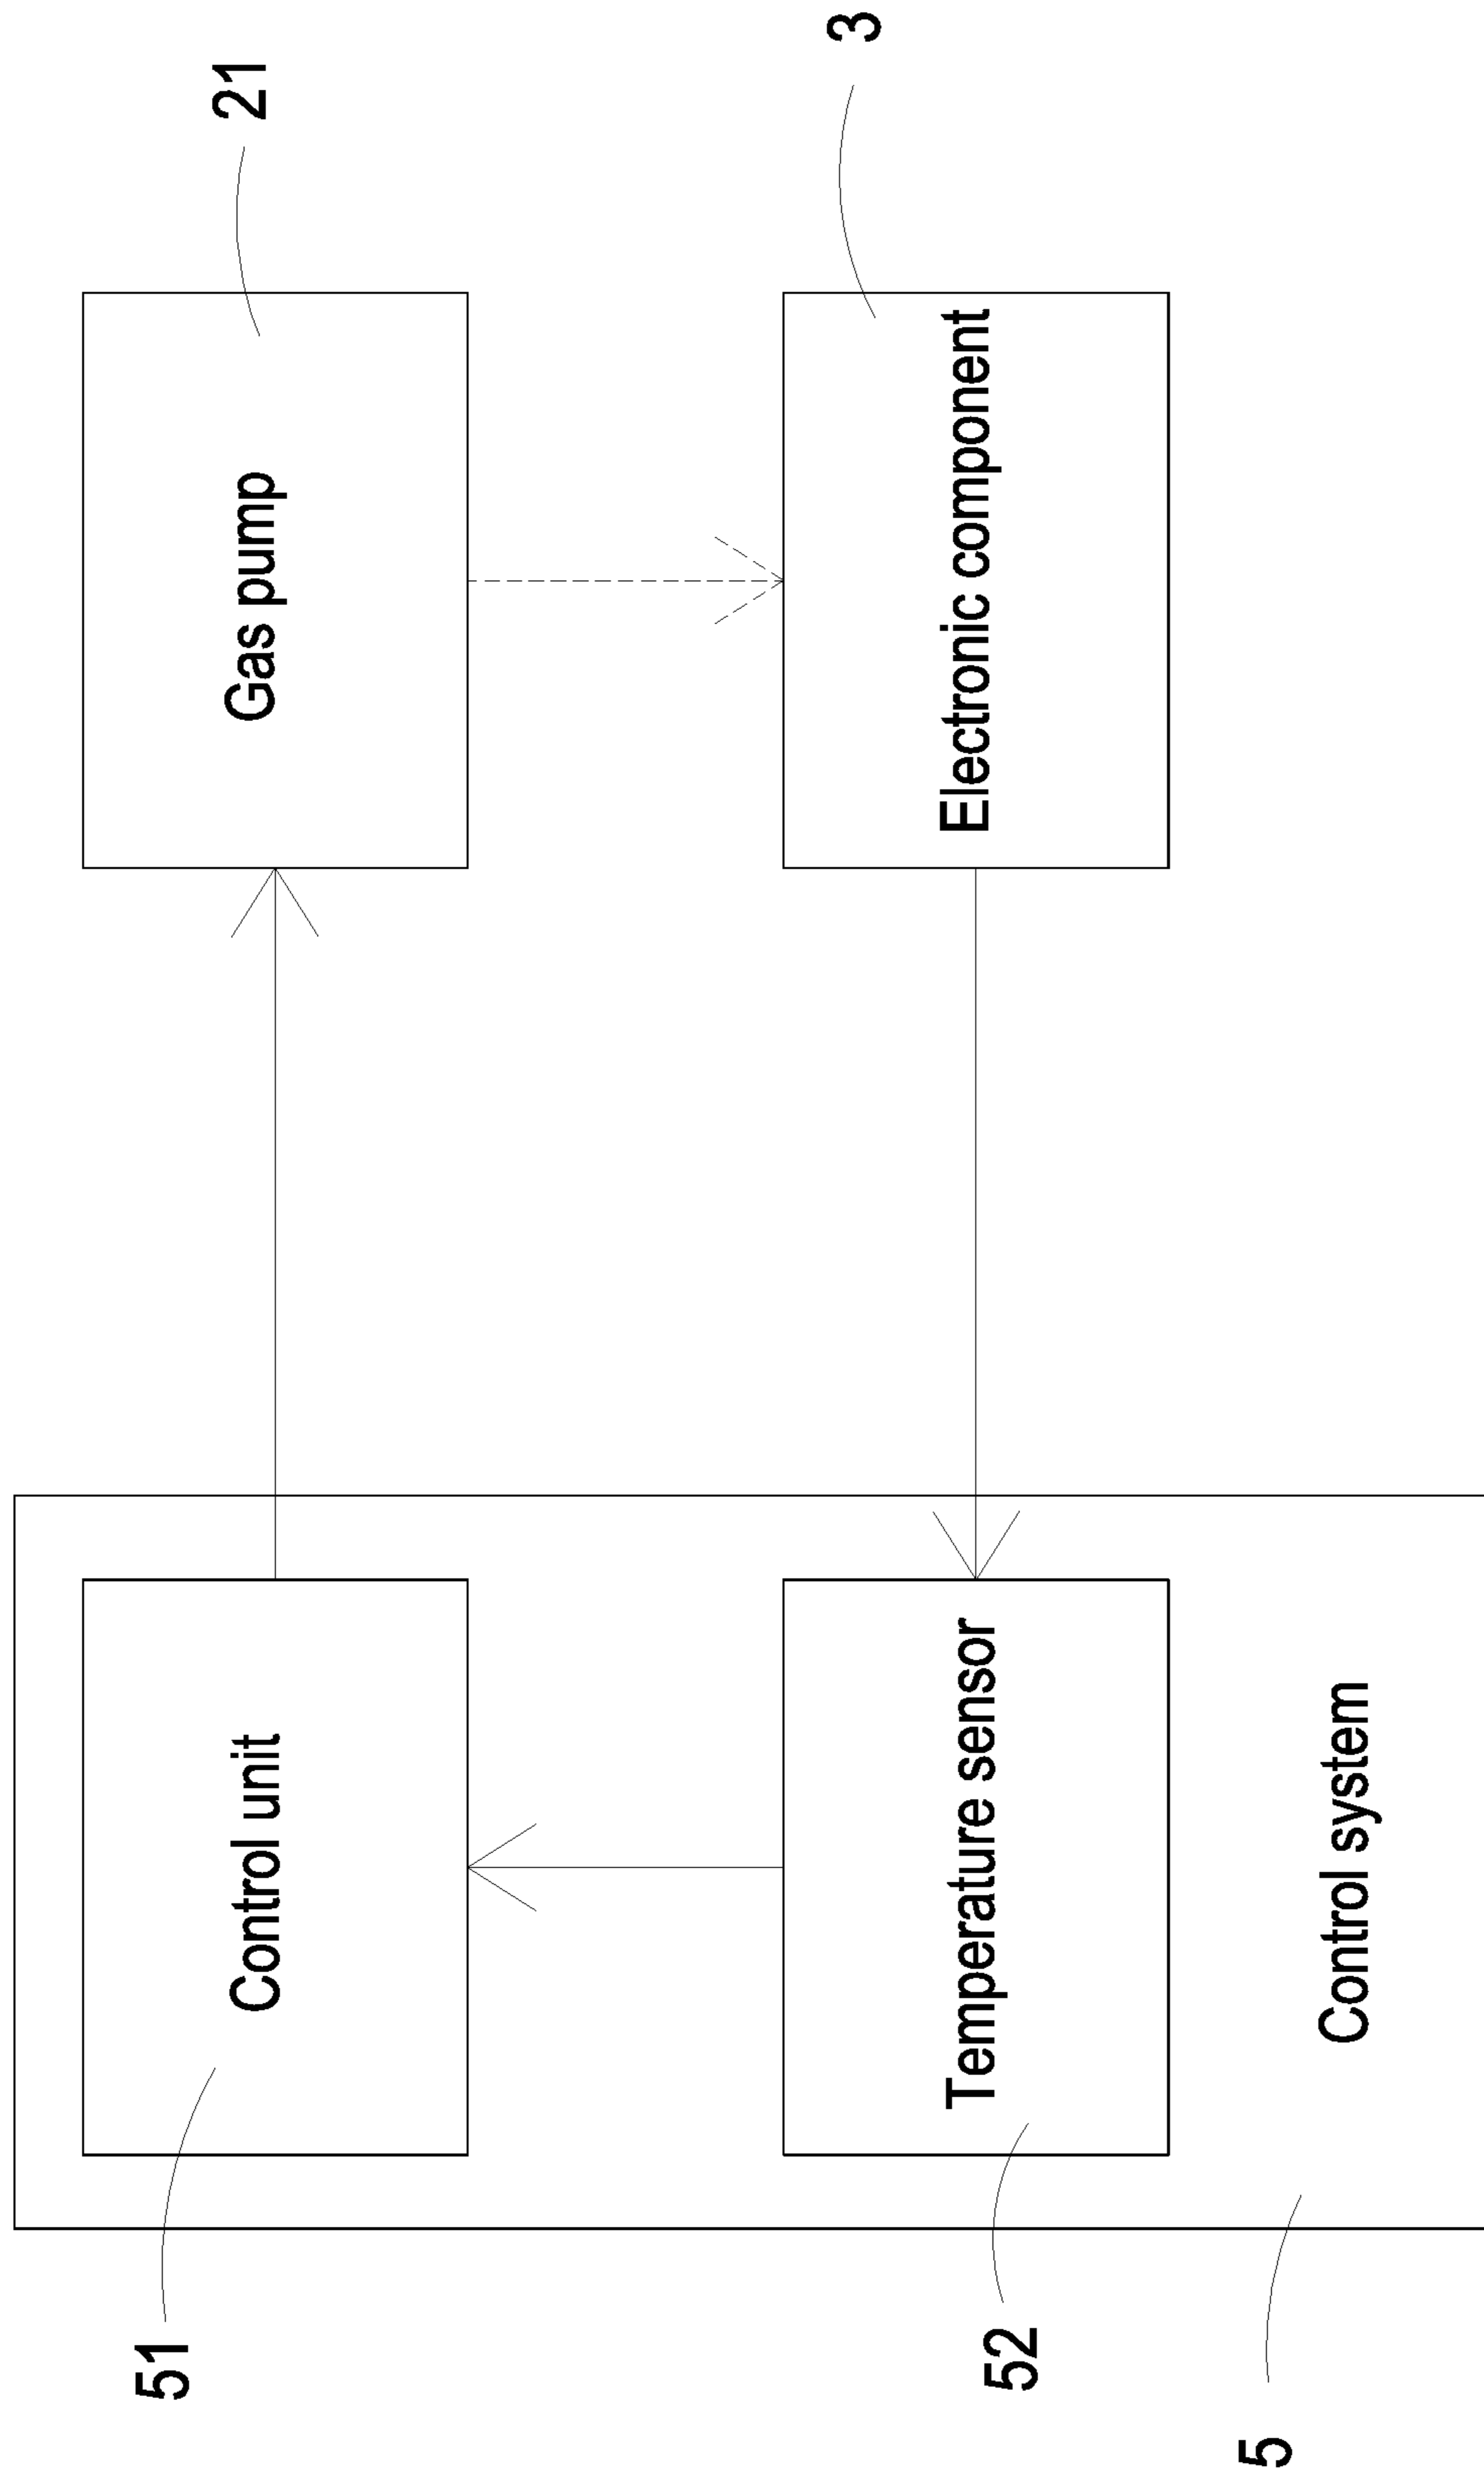 51
Control unit
Gas pump
21
52
Temperature sensor
Electronic component
3
5
Control system